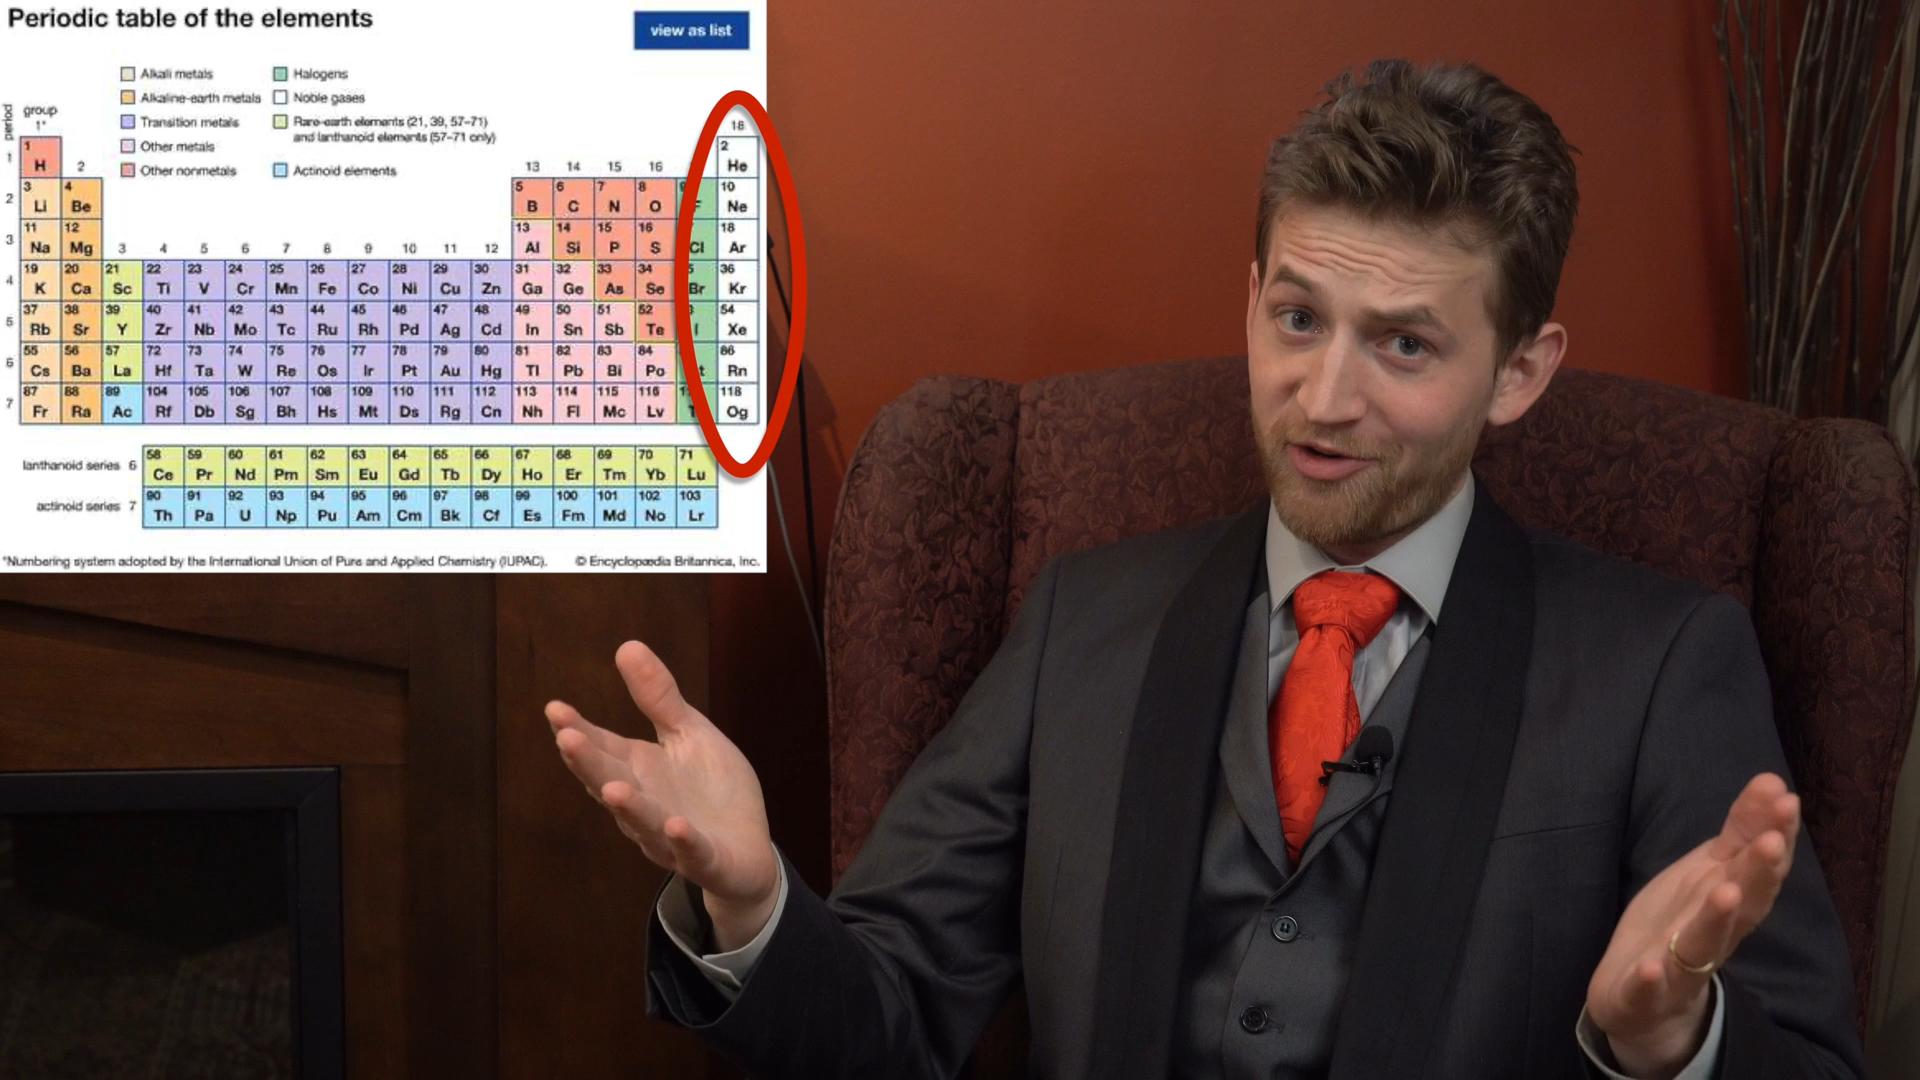 Periodic table of the elements
view as list
Alkali metals
Halogens
Alkaline-earth metals
Noble gases
Transition metals
Rare-earth elements (21, 39, 57–71)
and lanthanoid elements (57–71 only)
Other metals
Other nonmetals
Actinoid elements
period
group
1* 2 3 4 5 6 7 8 9 10 11 12 13 14 15 16 18
1 1 H 2 He
2 3 Li 4 Be 5 B 6 C 7 N 8 O 9 F 10 Ne
3 11 Na 12 Mg 13 Al 14 Si 15 P 16 S Cl 18 Ar
4 19 K 20 Ca 21 Sc 22 Ti 23 V 24 Cr 25 Mn 26 Fe 27 Co 28 Ni 29 Cu 30 Zn 31 Ga 32 Ge 33 As 34 Se Br 36 Kr
5 37 Rb 38 Sr 39 Y 40 Zr 41 Nb 42 Mo 43 Tc 44 Ru 45 Rh 46 Pd 47 Ag 48 Cd 49 In 50 Sn 51 Sb 52 Te I 54 Xe
6 55 Cs 56 Ba 57 La 72 Hf 73 Ta 74 W 75 Re 76 Os 77 Ir 78 Pt 79 Au 80 Hg 81 Tl 82 Pb 83 Bi 84 Po 86 Rn
7 87 Fr 88 Ra 89 Ac 104 Rf 105 Db 106 Sg 107 Bh 108 Hs 109 Mt 110 Ds 111 Rg 112 Cn 113 Nh 114 Fl 115 Mc 116 Lv 118 Og
lanthanoid series 6 58 Ce 59 Pr 60 Nd 61 Pm 62 Sm 63 Eu 64 Gd 65 Tb 66 Dy 67 Ho 68 Er 69 Tm 70 Yb 71 Lu
actinoid series 7 90 Th 91 Pa 92 U 93 Np 94 Pu 95 Am 96 Cm 97 Bk 98 Cf 99 Es 100 Fm 101 Md 102 No 103 Lr
*Numbering system adopted by the International Union of Pure and Applied Chemistry (IUPAC).
© Encyclopædia Britannica, Inc.